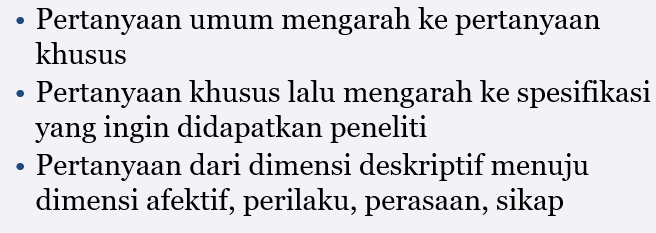 • Pertanyaan umum mengarah ke pertanyaan
khusus
• Pertanyaan khusus lalu mengarah ke spesifikasi
yang ingin didapatkan peneliti
• Pertanyaan dari dimensi deskriptif menuju
dimensi afektif, perilaku, perasaan, sikap